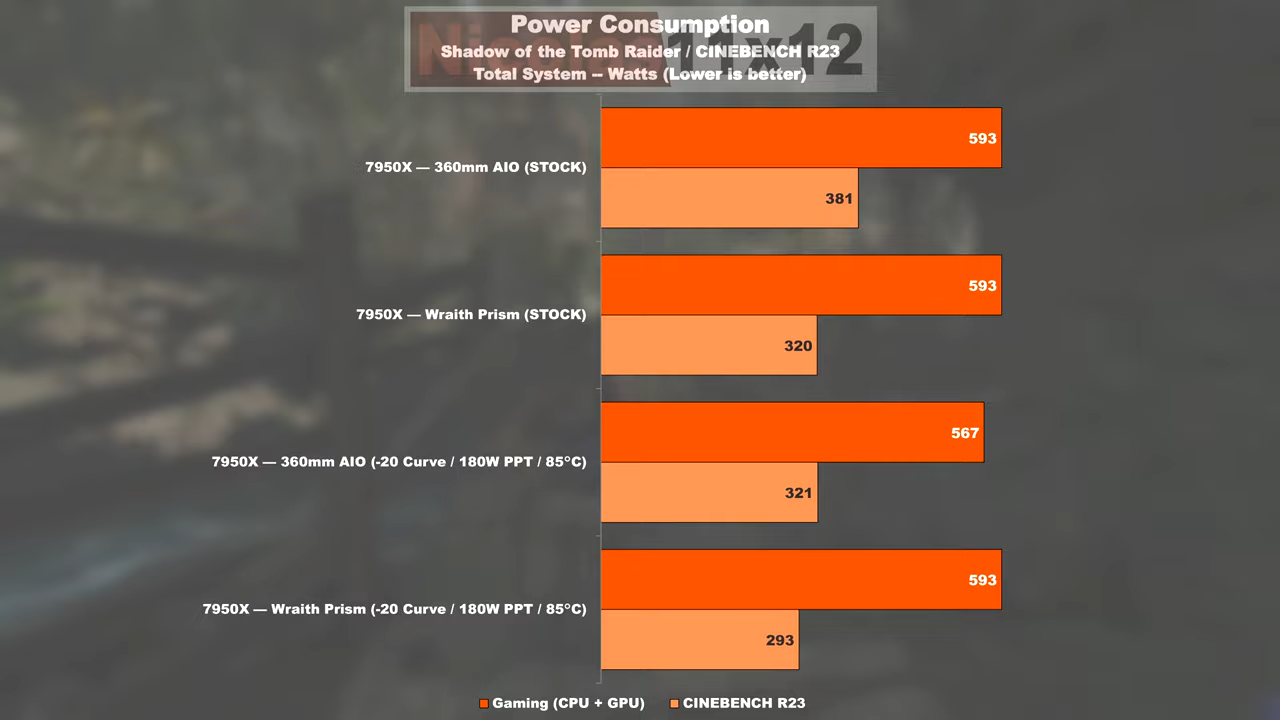 Nicolas11x12
Power Consumption
Shadow of the Tomb Raider / CINEBENCH R23
Total System -- Watts (Lower is better)
593
7950X — 360mm AIO (STOCK)
381
593
7950X — Wraith Prism (STOCK)
320
567
7950X — 360mm AIO (-20 Curve / 180W PPT / 85°C)
321
593
7950X — Wraith Prism (-20 Curve / 180W PPT / 85°C)
293
Gaming (CPU + GPU) CINEBENCH R23